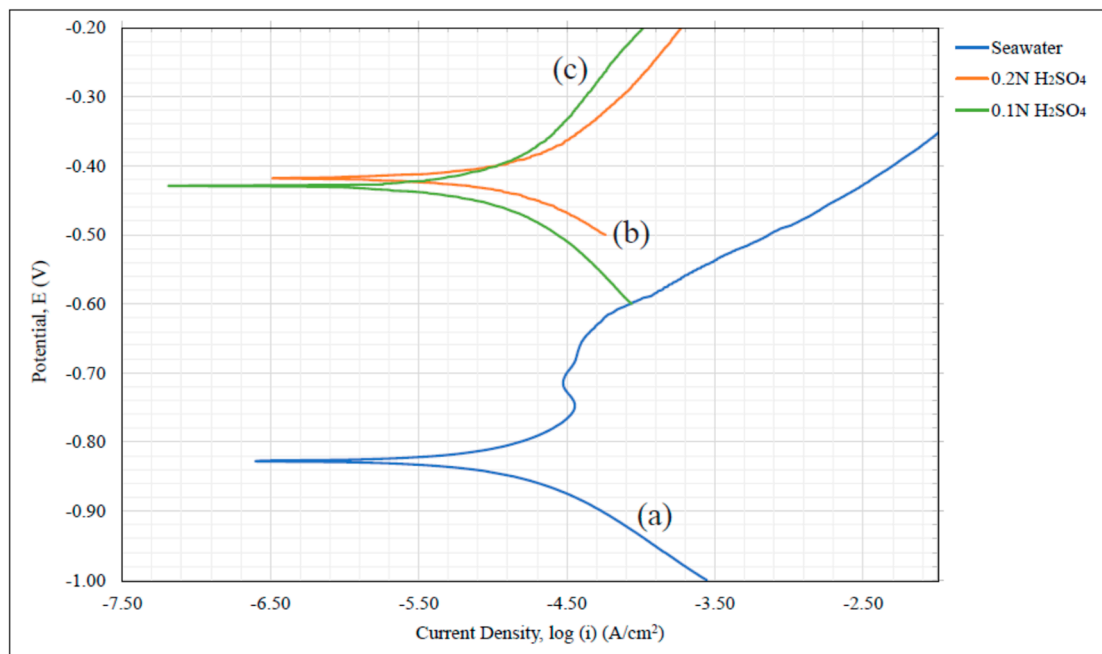 -0.20
-0.30
-0.40
-0.50
-0.60
-0.70
-0.80
-0.90
-1.00
Potential, E (V)
-7.50 -6.50 -5.50 -4.50 -3.50 -2.50
Current Density, log (i) (A/cm²)
(c)
(b)
(a)
Seawater
0.2N H₂SO₄
0.1N H₂SO₄